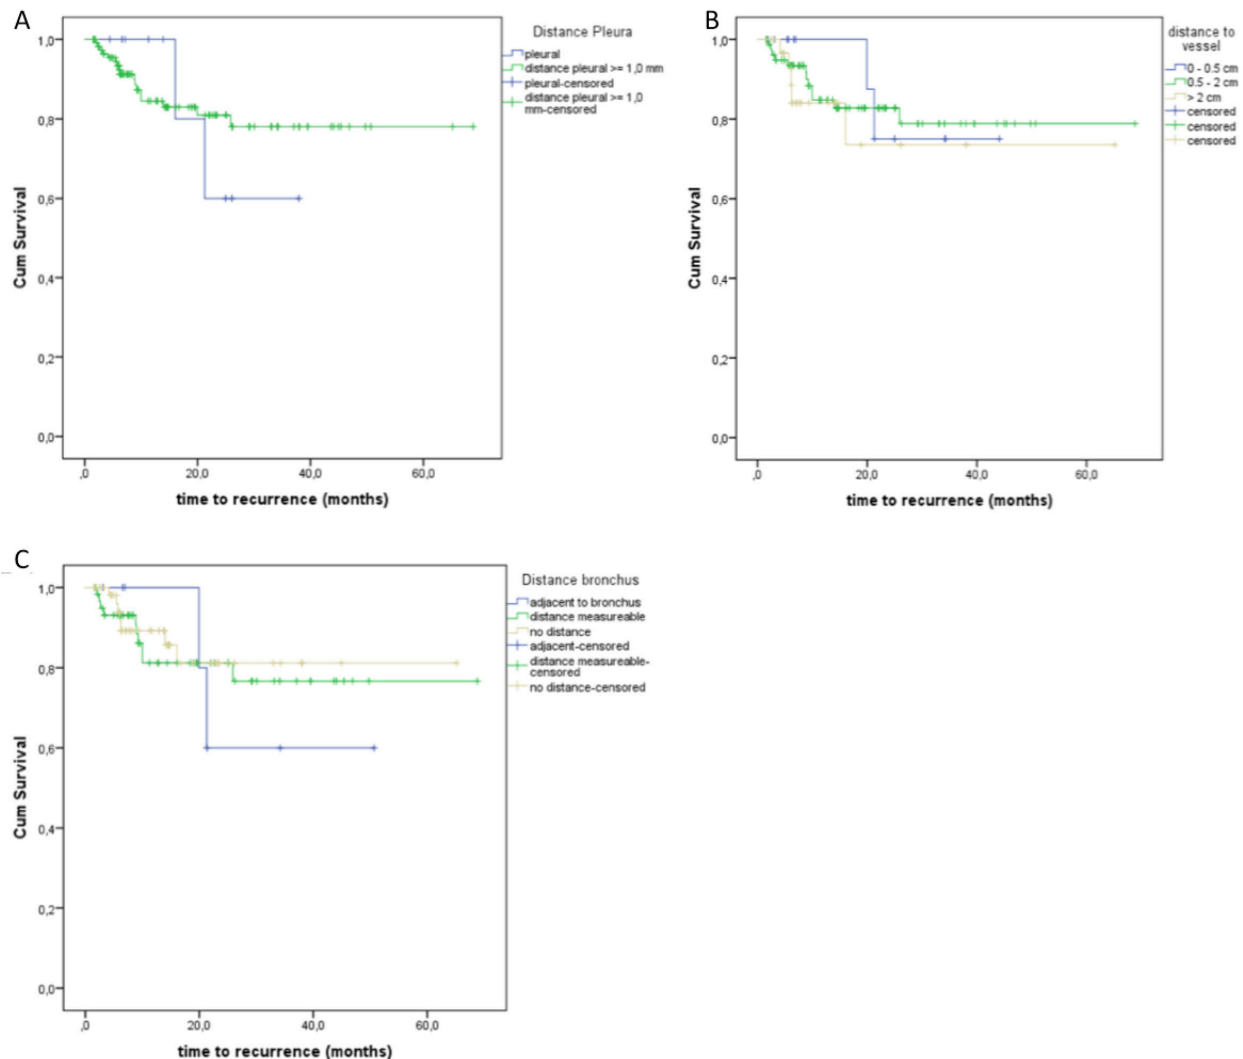 A
Distance Pleura
pleural
distance pleural >= 1,0 mm
pleural-censored
distance pleural >= 1,0
mm-censored
1,0
0,8
0,6
0,4
0,2
0,0
Cum Survival
,0
20,0
40,0
60,0
time to recurrence (months)
B
distance to
vessel
0 - 0.5 cm
0.5 - 2 cm
> 2 cm
censored
censored
censored
1,0
0,8
0,6
0,4
0,2
0,0
Cum Survival
,0
20,0
40,0
60,0
time to recurrence (months)
C
Distance bronchus
adjacent to bronchus
distance measureable
no distance
adjacent-censored
distance measureable-
censored
no distance-censored
1,0
0,8
0,6
0,4
0,2
0,0
Cum Survival
,0
20,0
40,0
60,0
time to recurrence (months)